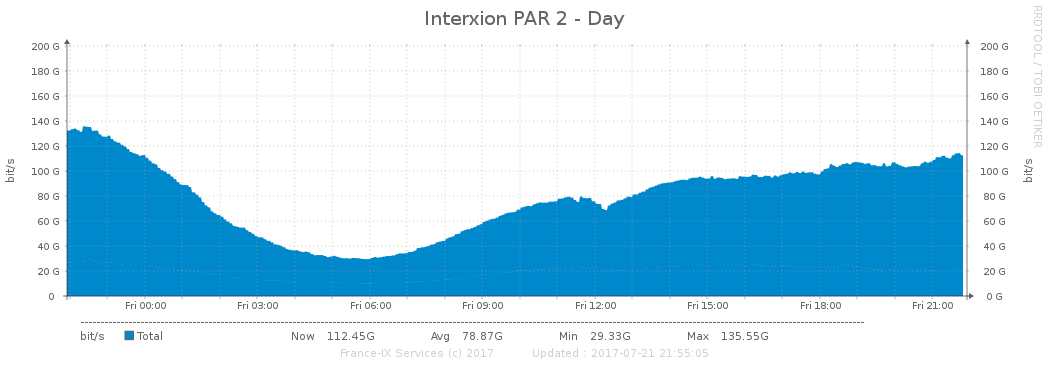 Interxion PAR 2 - Day
RRDTOOL / TOBI OETIKER
200 G 200 G
180 G 180 G
160 G 160 G
140 G 140 G
120 G 120 G
100 G 100 G
80 G 80 G
60 G 60 G
40 G 40 G
20 G 20 G
0 0 G
bit/s bit/s
Fri 00:00 Fri 03:00 Fri 06:00 Fri 09:00 Fri 12:00 Fri 15:00 Fri 18:00 Fri 21:00
bit/s Total Now 112.45G Avg 78.87G Min 29.33G Max 135.55G
France-IX Services (c) 2017 Updated : 2017-07-21 21:55:05